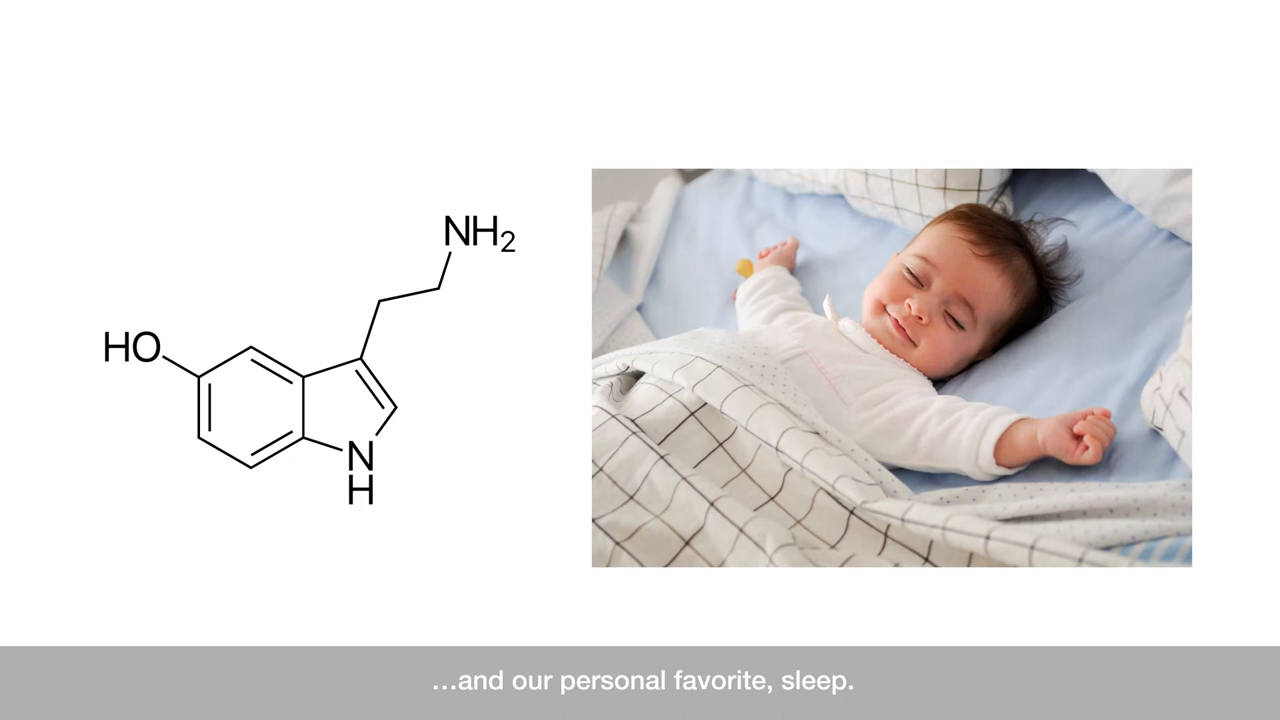 NH₂
HO
N
H
…and our personal favorite, sleep.